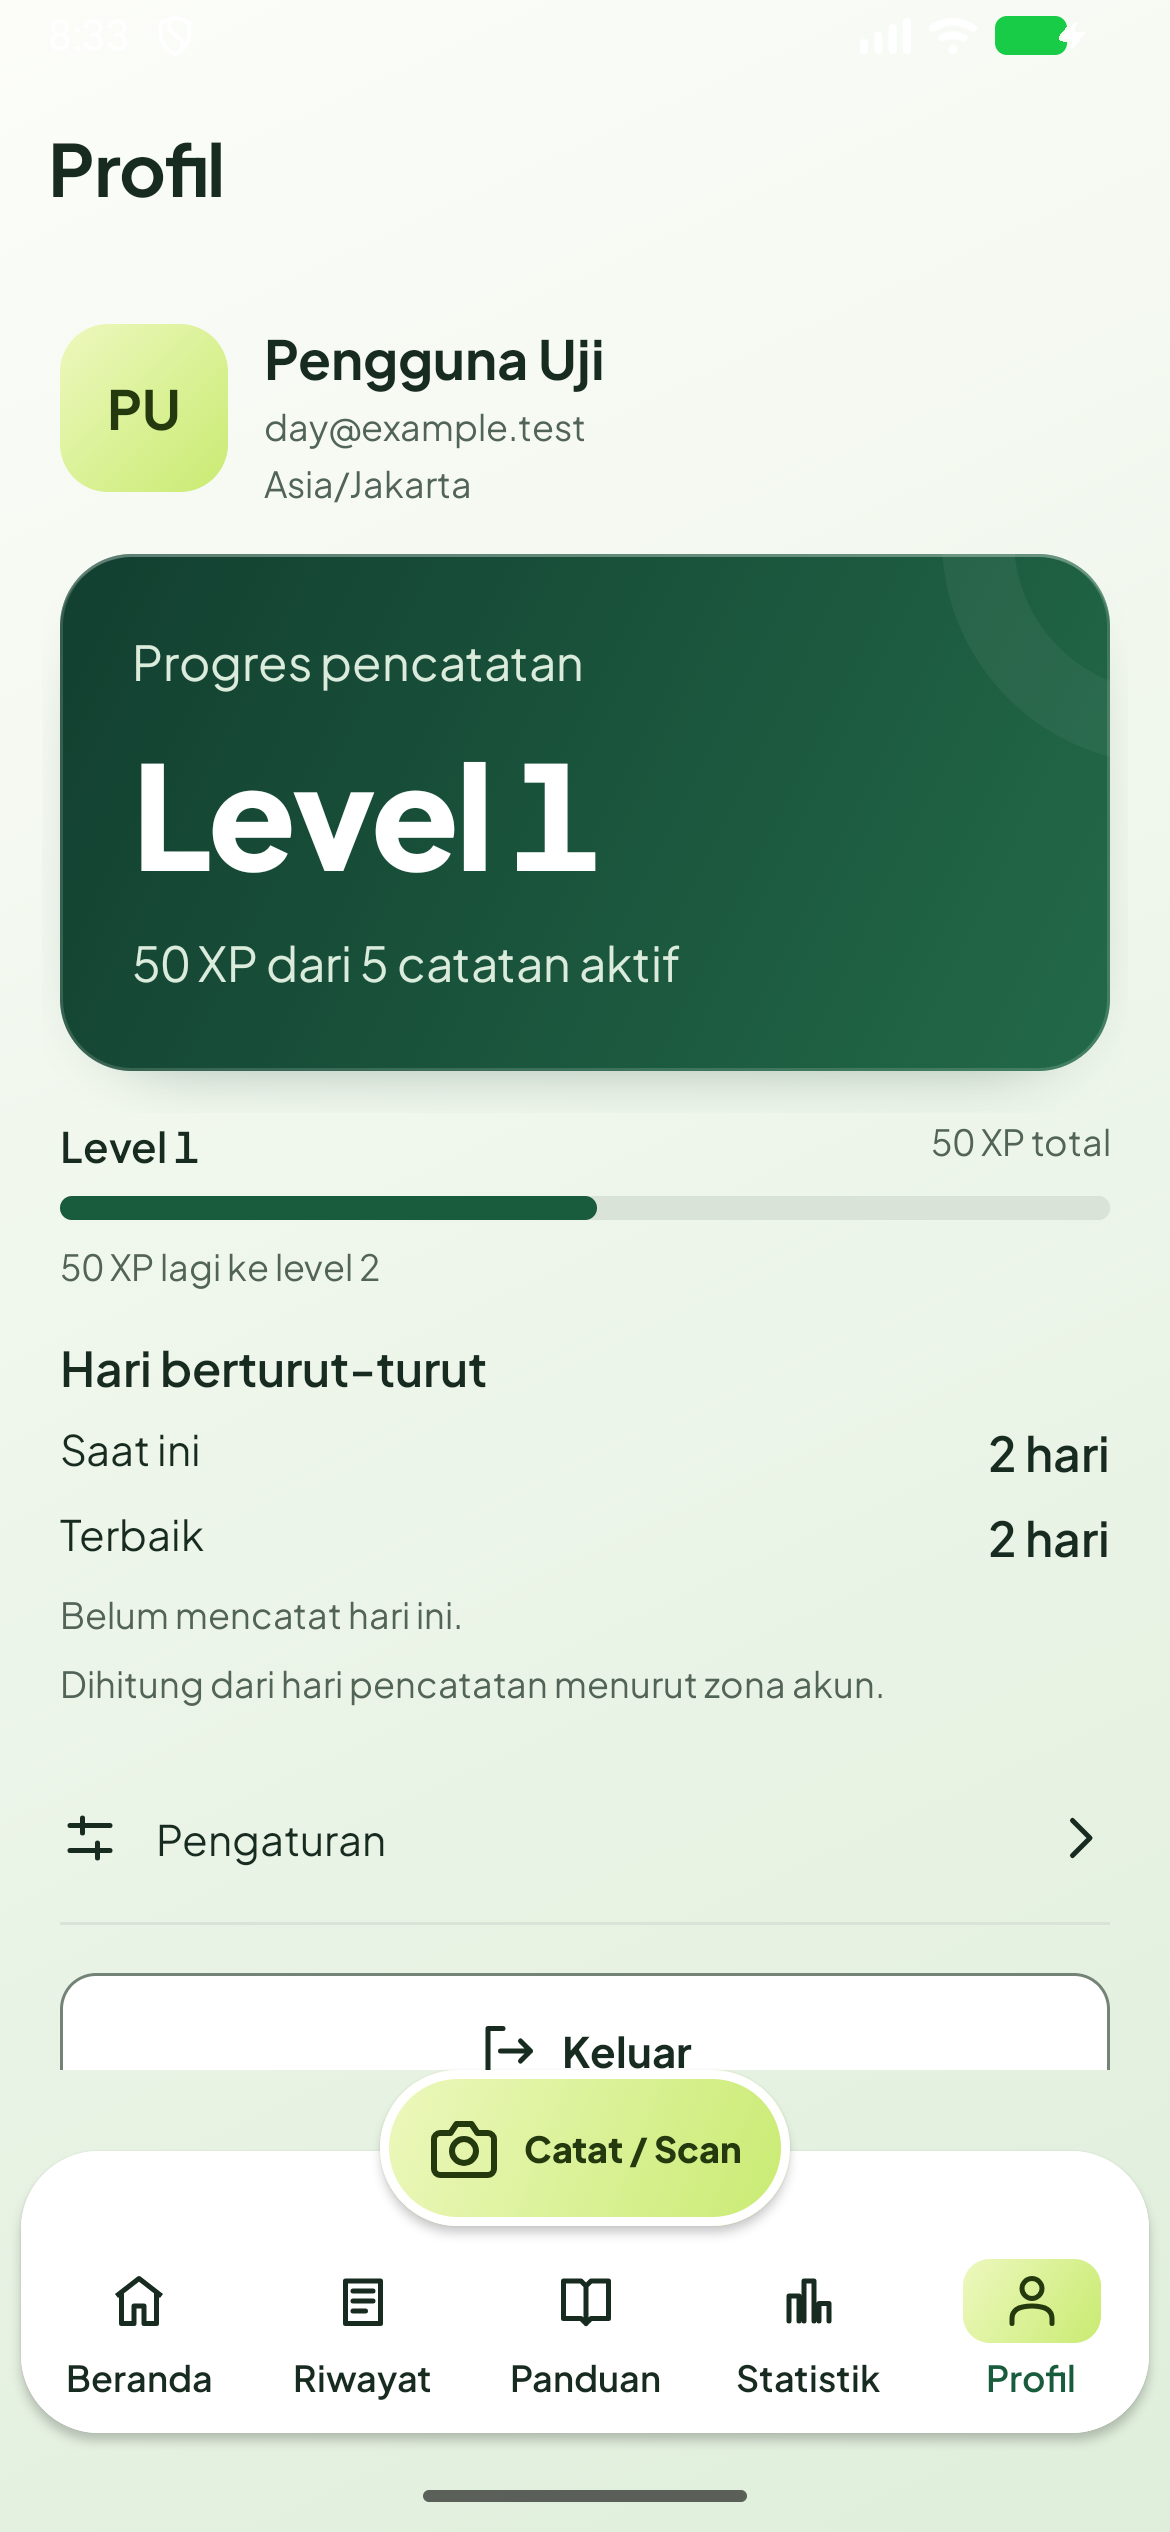 8:33
Profil
PU
Pengguna Uji
day@example.test
Asia/Jakarta
Progres pencatatan
Level 1
50 XP dari 5 catatan aktif
Level 1
50 XP total
50 XP lagi ke level 2
Hari berturut-turut
Saat ini
2 hari
Terbaik
2 hari
Belum mencatat hari ini.
Dihitung dari hari pencatatan menurut zona akun.
Pengaturan
Keluar
Catat / Scan
Beranda
Riwayat
Panduan
Statistik
Profil